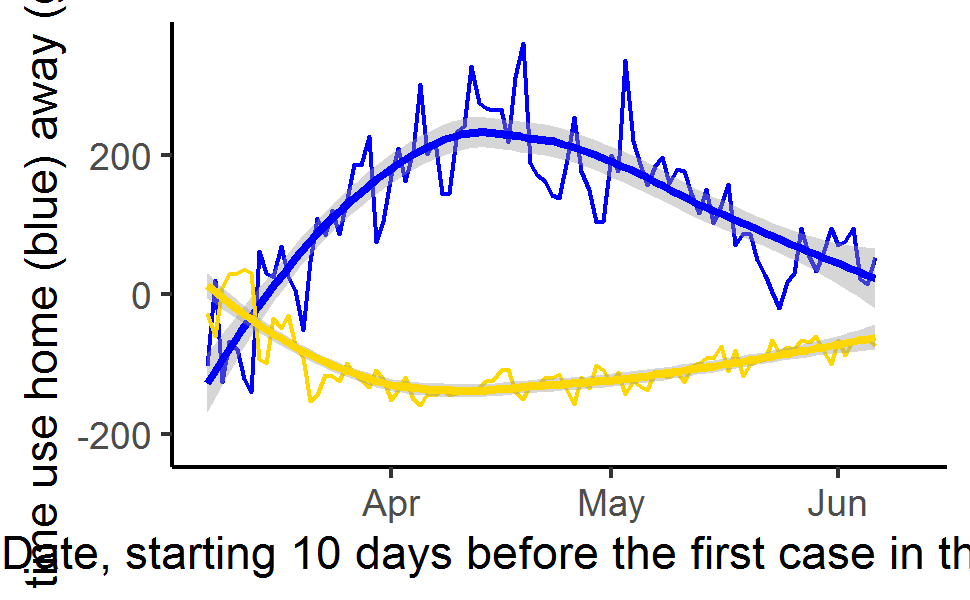 time use home (blue) away (
200
0
-200
Apr May Jun
Date, starting 10 days before the first case in th